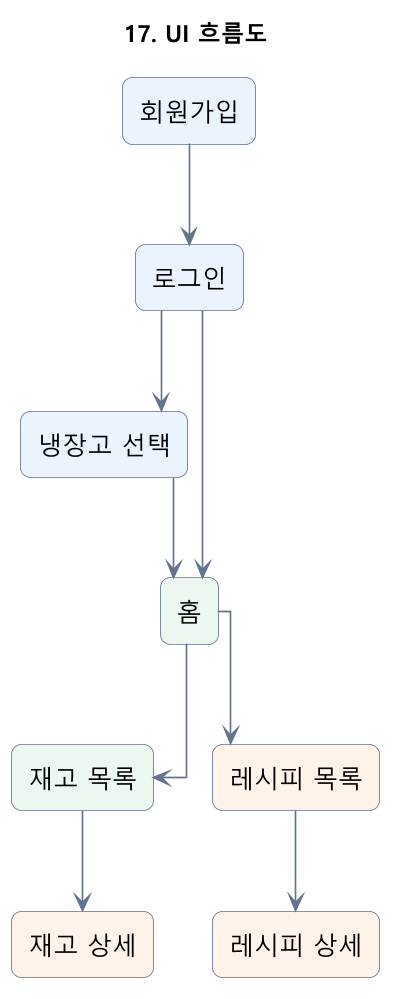 17. UI 흐름도
회원가입
로그인
냉장고 선택
홈
재고 목록
레시피 목록
재고 상세
레시피 상세